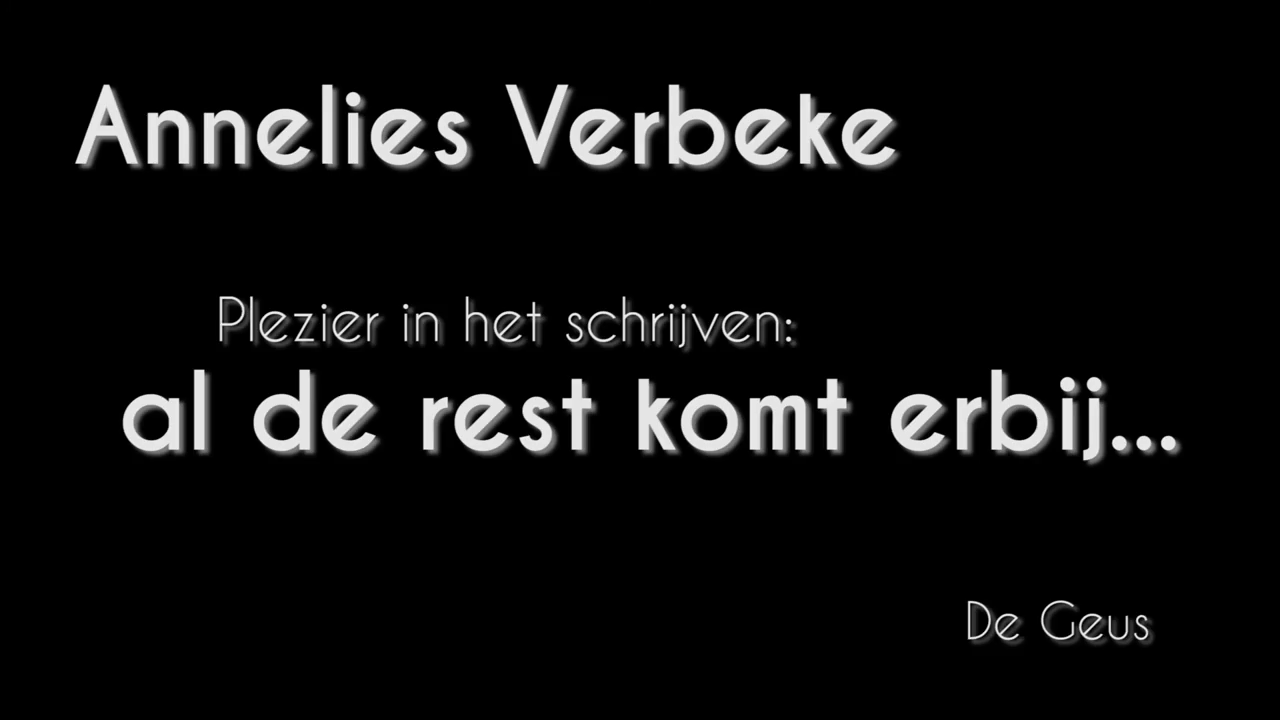 Annelies Verbeke
Plezier in het schrijven:
al de rest komt erbij...
De Geus